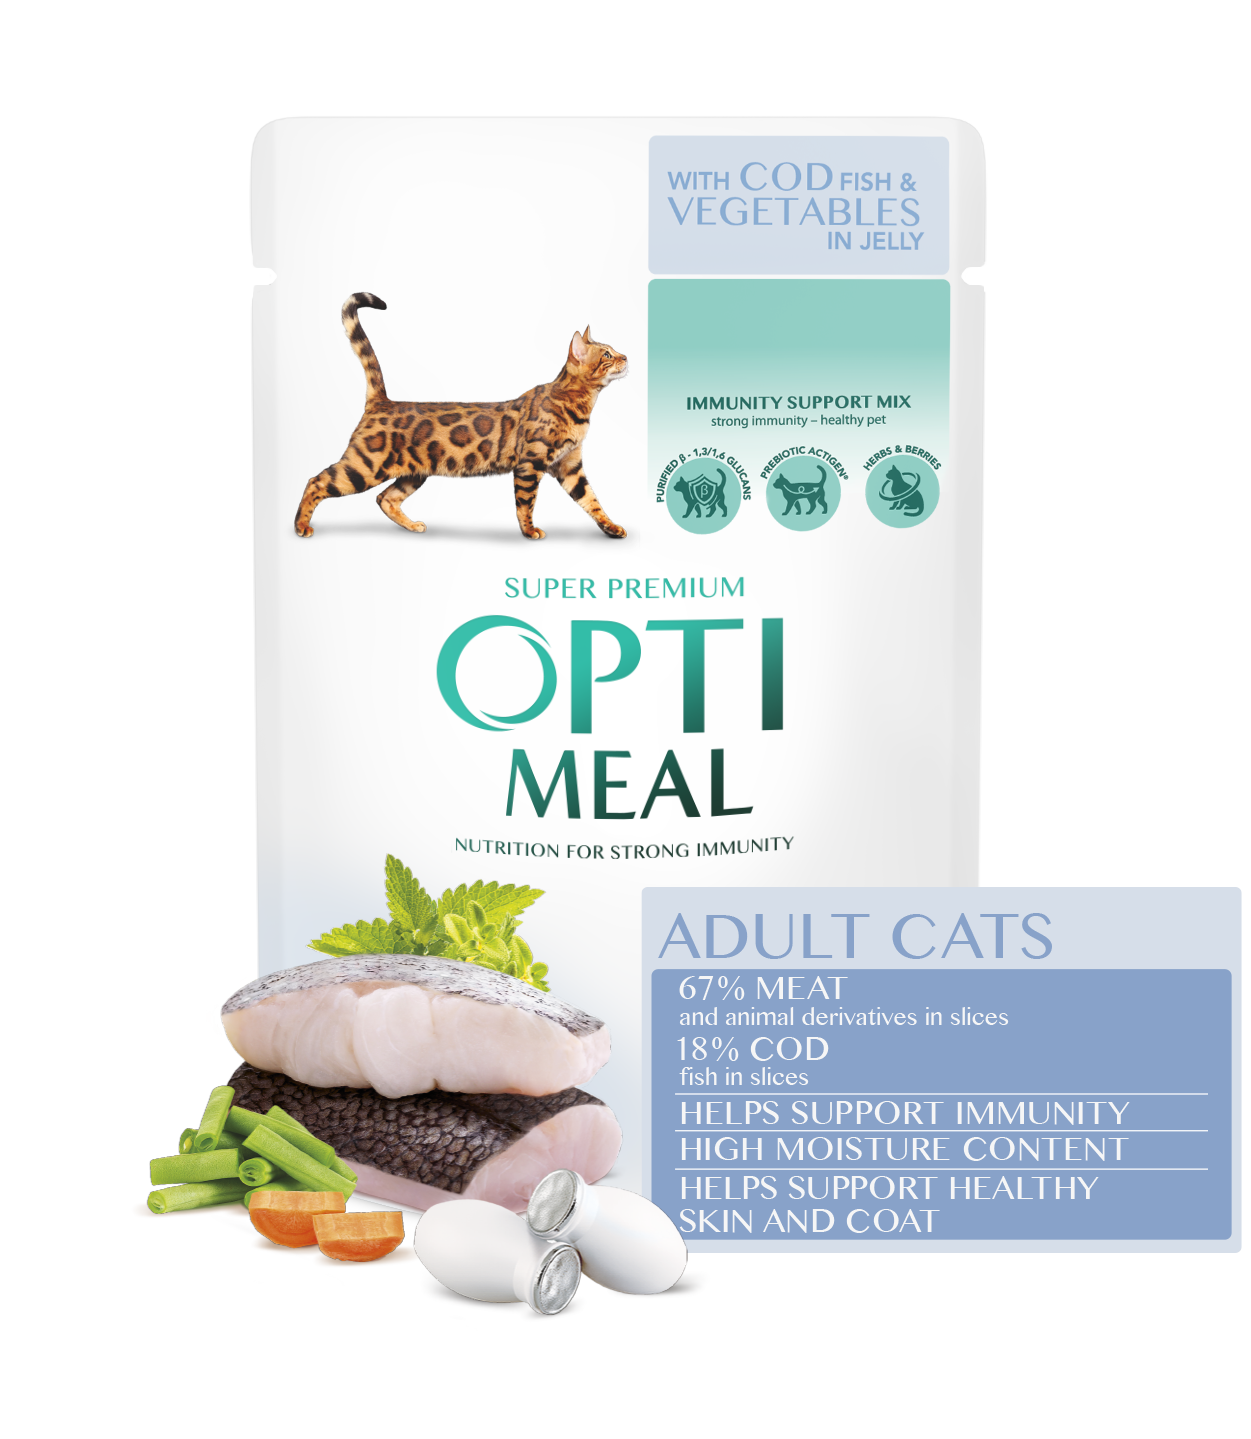 WITH COD FISH &
VEGETABLES
IN JELLY
IMMUNITY SUPPORT MIX
strong immunity – healthy pet
PURIFIED β - 1,3/1,6 GLUCANS
PREBIOTIC ACTIGEN®
HERBS & BERRIES
β
SUPER PREMIUM
OPTI
MEAL
NUTRITION FOR STRONG IMMUNITY
ADULT CATS
67% MEAT
and animal derivatives in slices
18% COD
fish in slices
HELPS SUPPORT IMMUNITY
HIGH MOISTURE CONTENT
HELPS SUPPORT HEALTHY
SKIN AND COAT